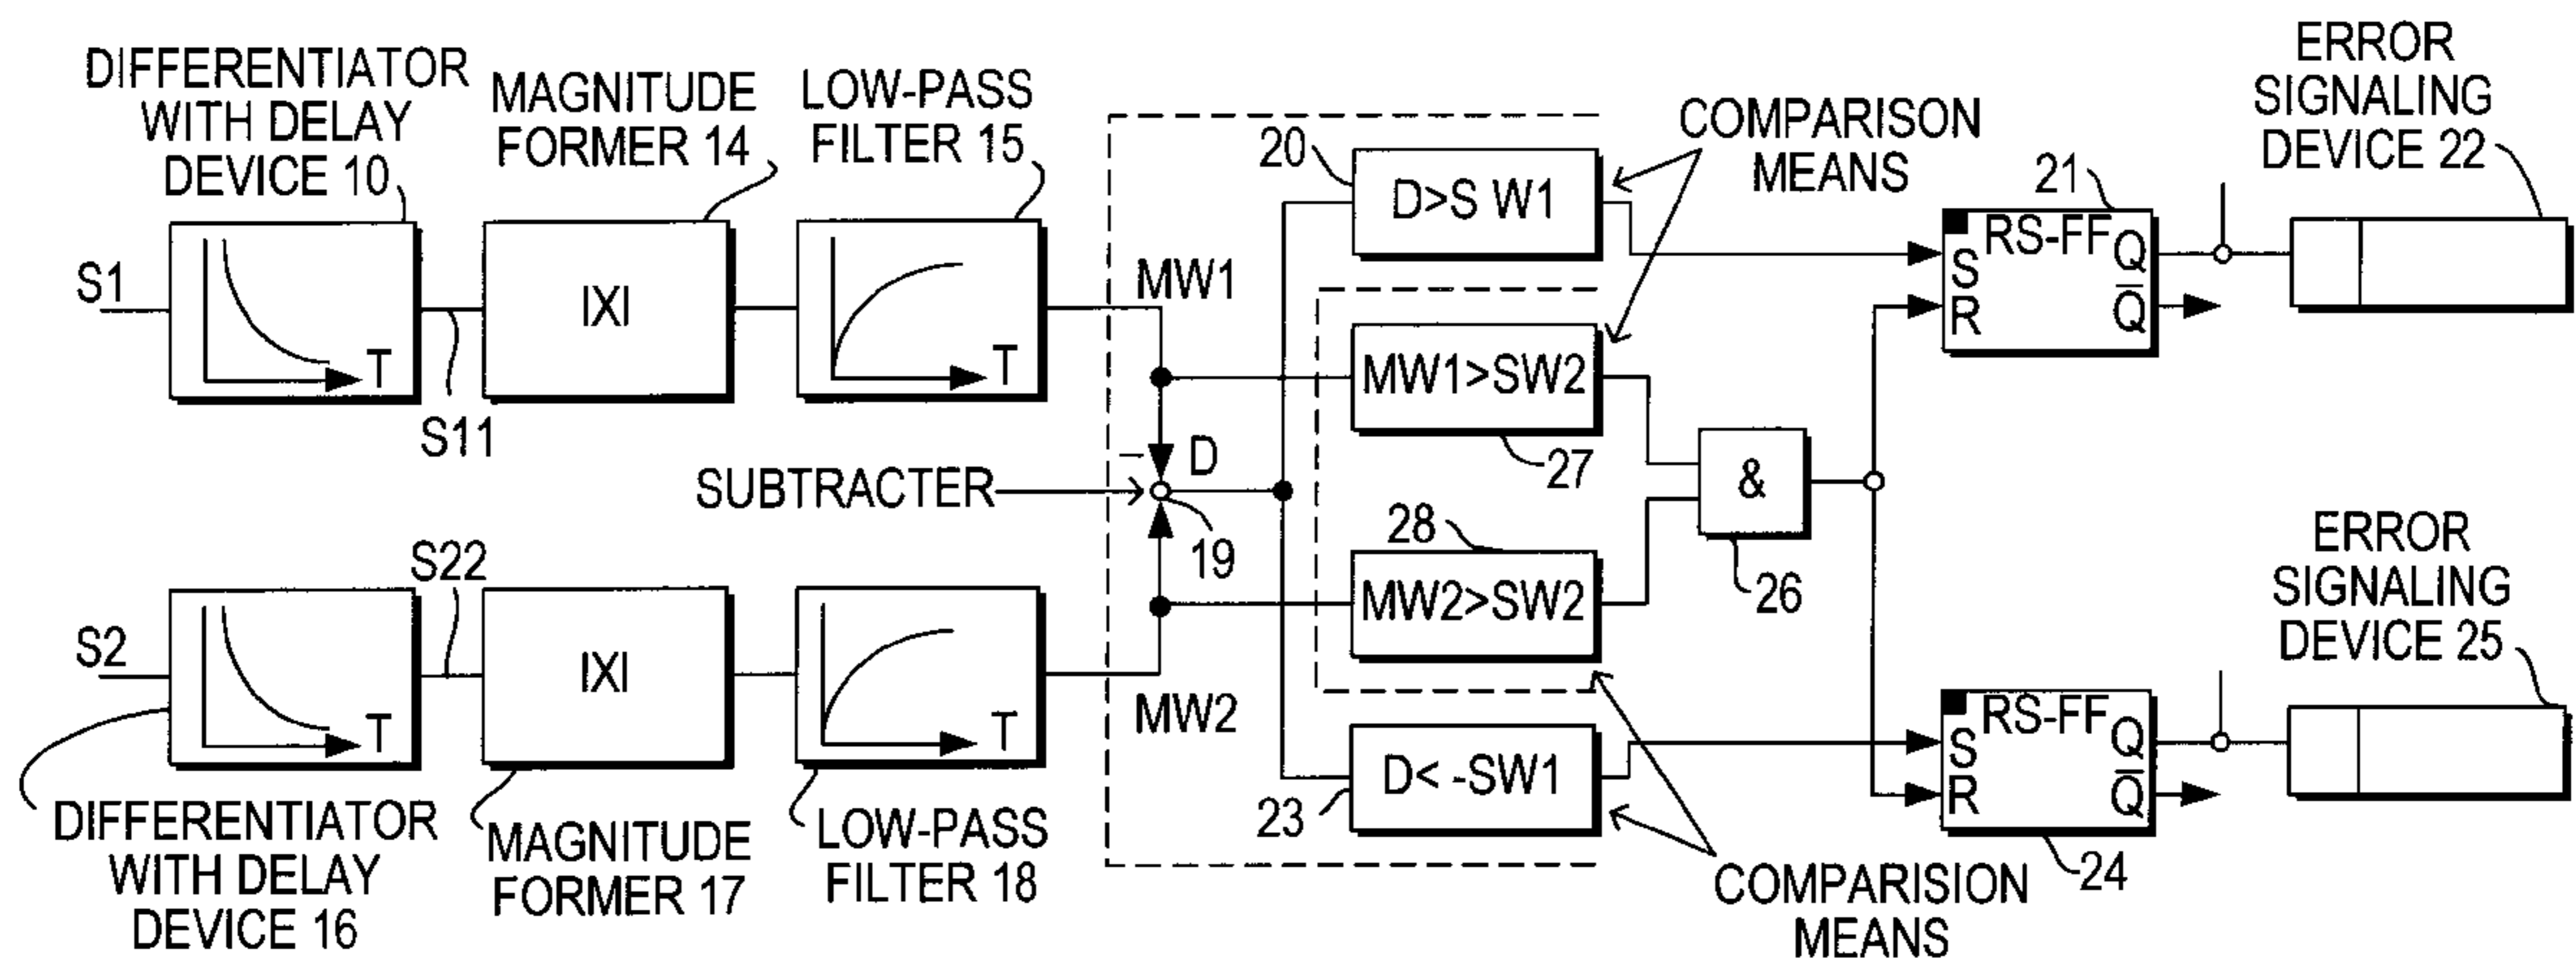 DIFFERENTIATOR
WITH DELAY
DEVICE 10
MAGNITUDE
FORMER 14
LOW-PASS
FILTER 15
COMPARISON
MEANS
ERROR
SIGNALING
DEVICE 22
20
D>S W1
21
RS-FF
Q
S
R
Q̅
S1
T
S11
IXI
T
MW1
MW1>SW2
27
–
D
SUBTRACTER
19
&
26
28
MW2>SW2
S2
T
S22
IXI
T
MW2
D< -SW1
23
RS-FF
Q
S
R
Q̅
24
ERROR
SIGNALING
DEVICE 25
DIFFERENTIATOR
WITH DELAY
DEVICE 16
MAGNITUDE
FORMER 17
LOW-PASS
FILTER 18
COMPARISION
MEANS